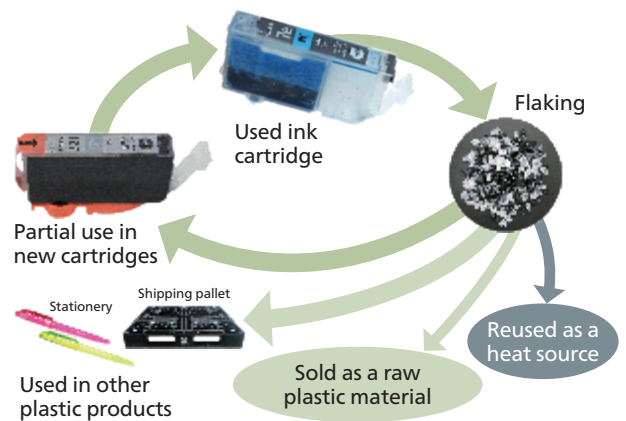 Used ink
cartridge
Flaking
Partial use in
new cartridges
Stationery
Shipping pallet
Used in other
plastic products
Sold as a raw
plastic material
Reused as a
heat source